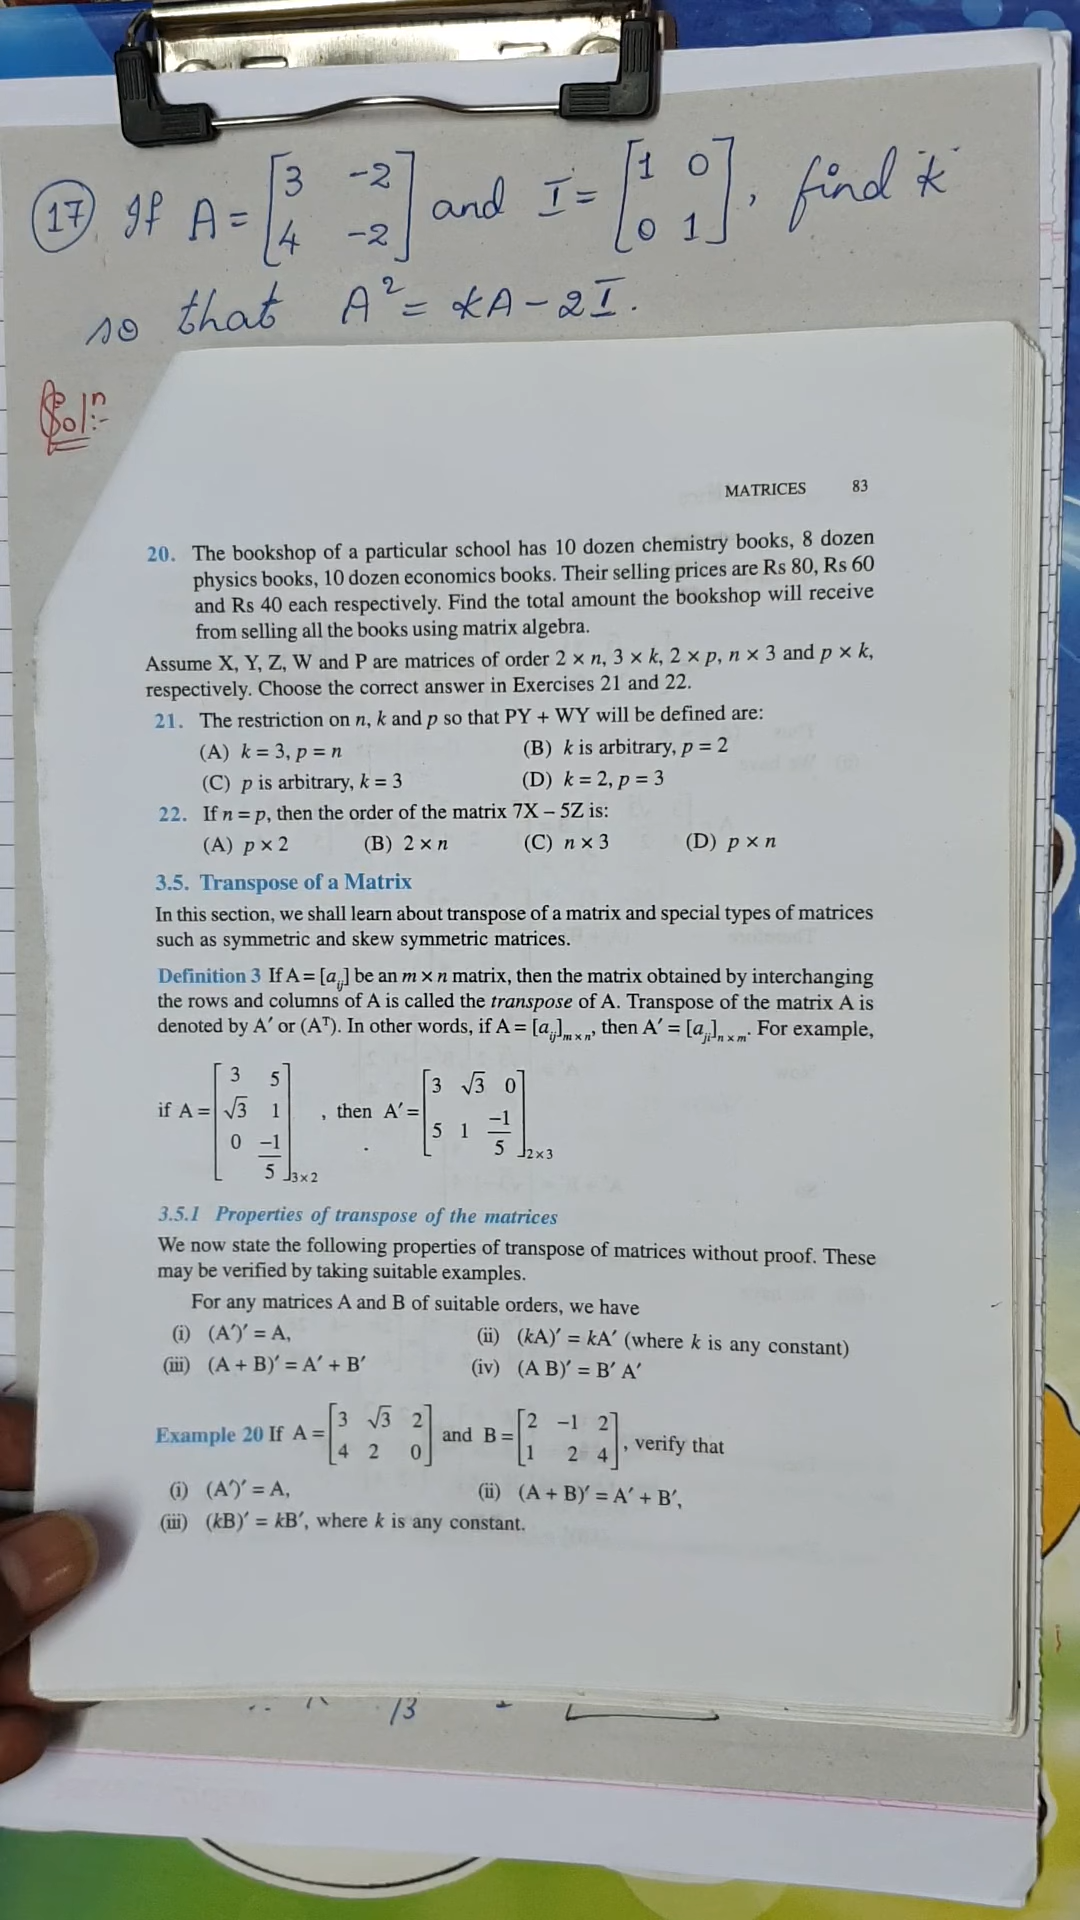 17. If A = [3 -2 4 -2] and I = [1 0 0 1], find 'k'
so that A² = kA - 2I.
Solⁿ:-
MATRICES 83
20. The bookshop of a particular school has 10 dozen chemistry books, 8 dozen
physics books, 10 dozen economics books. Their selling prices are Rs 80, Rs 60
and Rs 40 each respectively. Find the total amount the bookshop will receive
from selling all the books using matrix algebra.
Assume X, Y, Z, W and P are matrices of order 2 × n, 3 × k, 2 × p, n × 3 and p × k,
respectively. Choose the correct answer in Exercises 21 and 22.
21. The restriction on n, k and p so that PY + WY will be defined are:
(A) k = 3, p = n (B) k is arbitrary, p = 2
(C) p is arbitrary, k = 3 (D) k = 2, p = 3
22. If n = p, then the order of the matrix 7X – 5Z is:
(A) p × 2 (B) 2 × n (C) n × 3 (D) p × n
3.5. Transpose of a Matrix
In this section, we shall learn about transpose of a matrix and special types of matrices
such as symmetric and skew symmetric matrices.
Definition 3 If A = [aᵢⱼ] be an m × n matrix, then the matrix obtained by interchanging
the rows and columns of A is called the transpose of A. Transpose of the matrix A is
denoted by A′ or (Aᵀ). In other words, if A = [aᵢⱼ]m × n, then A′ = [aⱼᵢ]n × m. For example,
if A = [3 5 √3 1 0 -1/5]3×2, then A′ = [3 √3 0 5 1 -1/5]2×3
3.5.1 Properties of transpose of the matrices
We now state the following properties of transpose of matrices without proof. These
may be verified by taking suitable examples.
For any matrices A and B of suitable orders, we have
(i) (A′)′ = A, (ii) (kA)′ = kA′ (where k is any constant)
(iii) (A + B)′ = A′ + B′ (iv) (A B)′ = B′ A′
Example 20 If A = [3 √3 2 4 2 0] and B = [2 -1 2 1 2 4], verify that
(i) (A′)′ = A, (ii) (A + B)′ = A′ + B′,
(iii) (kB)′ = kB′, where k is any constant.